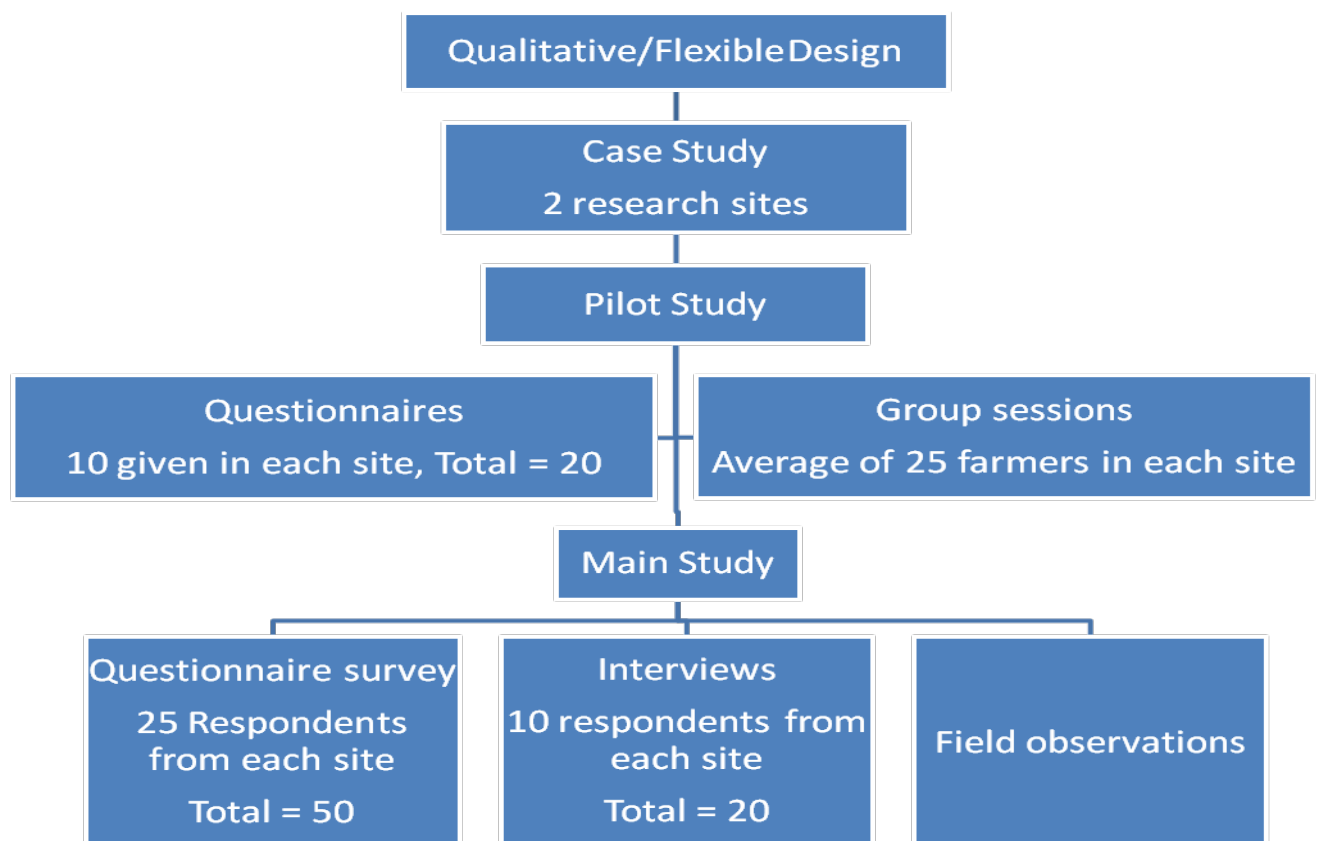 Qualitative/FlexibleDesign
Case Study
2 research sites
Pilot Study
Questionnaires
10 given in each site, Total = 20
Group sessions
Average of 25 farmers in each site
Main Study
Questionnaire survey
25 Respondents
from each site
Total = 50
Interviews
10 respondents from
each site
Total = 20
Field observations